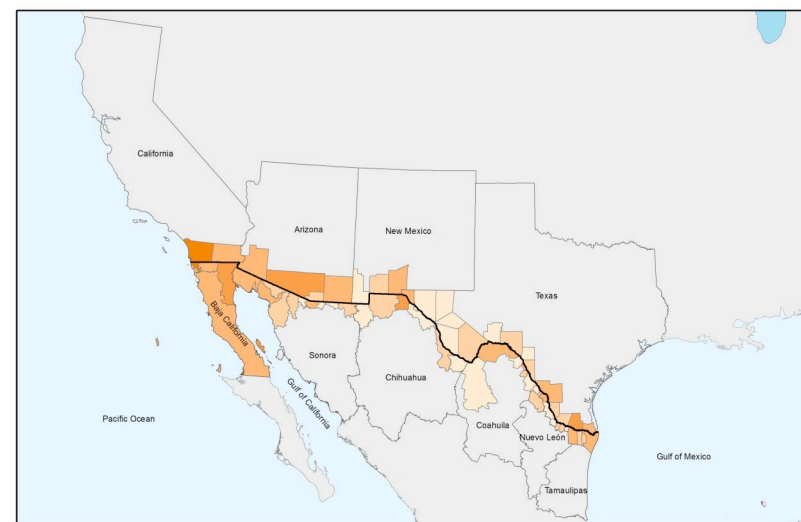 California
Arizona
New Mexico
Texas
Baja California
Sonora
Chihuahua
Gulf of California
Coahuila
Pacific Ocean
Nuevo León
Gulf of Mexico
Tamaulipas